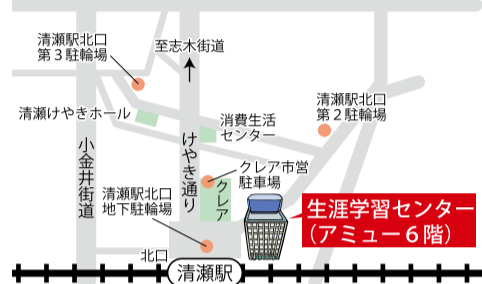 清瀬駅北口
第3駐輪場
至志木街道
清瀬駅北口
第2駐輪場
清瀬けやきホール
消費生活
センター
小金井街道
けやき通り
クレア市営
駐車場
クレア
清瀬駅北口
地下駐輪場
生涯学習センター
（アミュー6階）
北口
清瀬駅